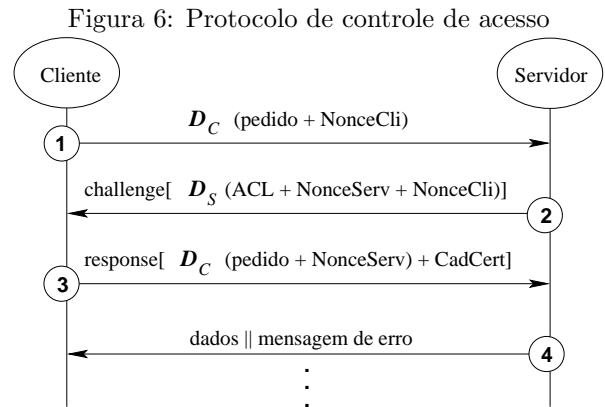 Figura 6: Protocolo de controle de acesso
Cliente
Servidor
D_C (pedido + NonceCli)
1
challenge[ D_S (ACL + NonceServ + NonceCli)]
2
response[ D_C (pedido + NonceServ) + CadCert]
3
dados || mensagem de erro
4